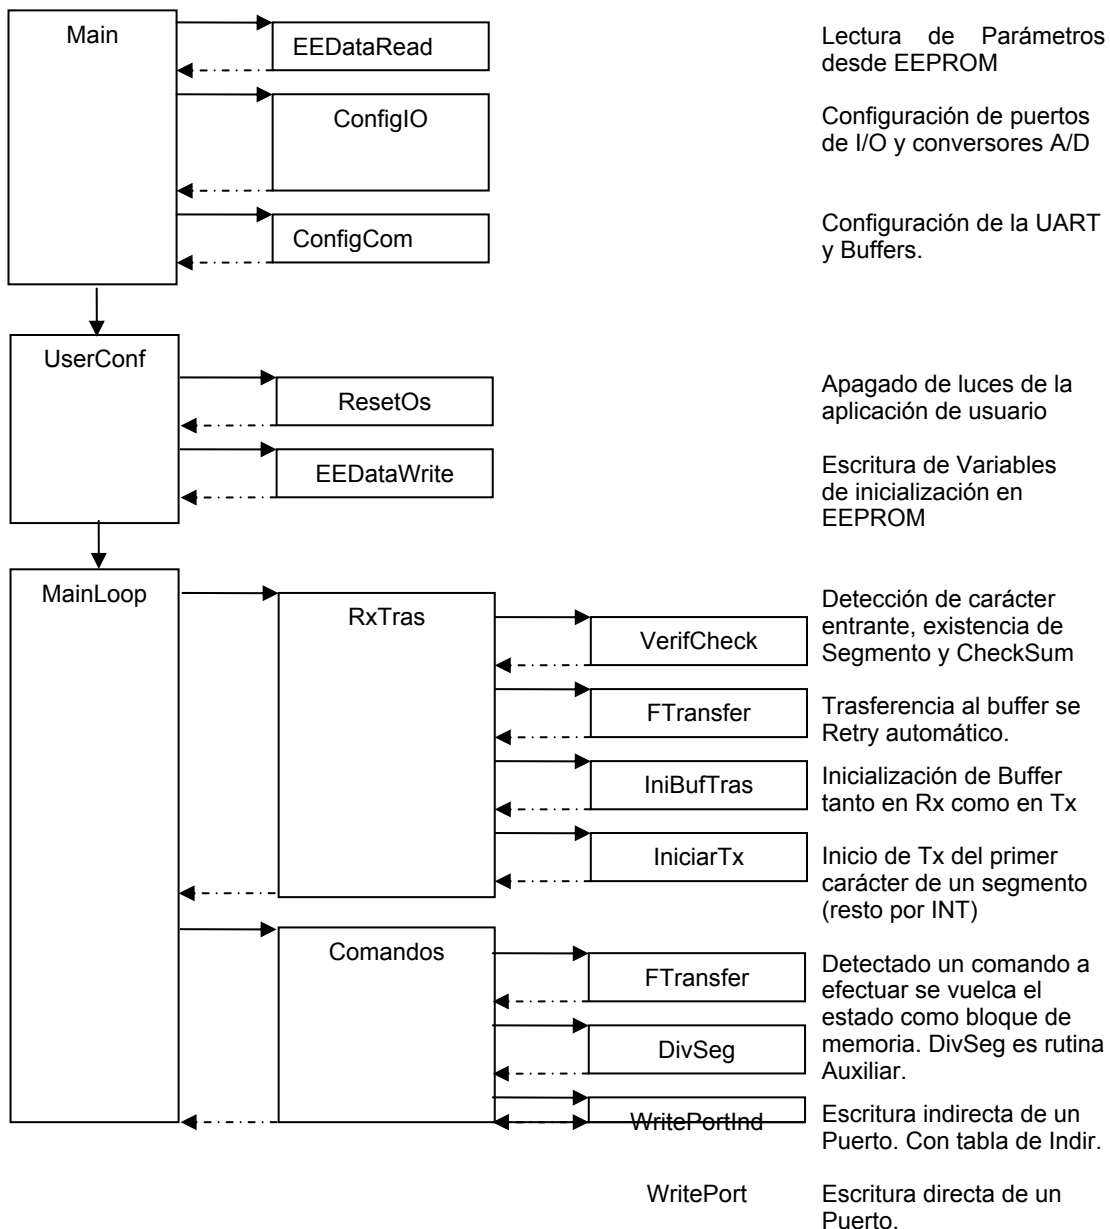 Main
EEDataRead
Lectura de Parámetros
desde EEPROM
ConfigIO
Configuración de puertos
de I/O y conversores A/D
ConfigCom
Configuración de la UART
y Buffers.
UserConf
ResetOs
Apagado de luces de la
aplicación de usuario
EEDataWrite
Escritura de Variables
de inicialización en
EEPROM
MainLoop
RxTras
VerifCheck
Detección de carácter
entrante, existencia de
Segmento y CheckSum
FTransfer
Trasferencia al buffer se
Retry automático.
IniBufTras
Inicialización de Buffer
tanto en Rx como en Tx
IniciarTx
Inicio de Tx del primer
carácter de un segmento
(resto por INT)
Comandos
FTransfer
Detectado un comando a
efectuar se vuelca el
estado como bloque de
memoria. DivSeg es rutina
Auxiliar.
DivSeg
WritePortInd
Escritura indirecta de un
Puerto. Con tabla de Indir.
WritePort
Escritura directa de un
Puerto.